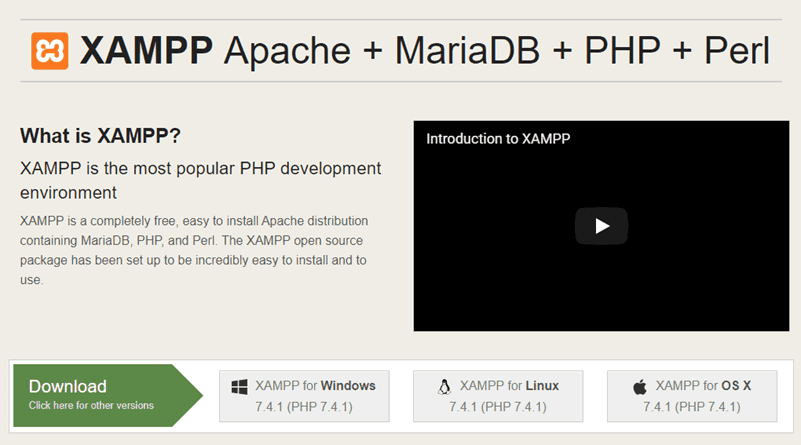 XAMPP Apache + MariaDB + PHP + Perl
What is XAMPP?
XAMPP is the most popular PHP development
environment
XAMPP is a completely free, easy to install Apache distribution
containing MariaDB, PHP, and Perl. The XAMPP open source
package has been set up to be incredibly easy to install and to
use.
Introduction to XAMPP
Download
Click here for other versions
XAMPP for Windows
7.4.1 (PHP 7.4.1)
XAMPP for Linux
7.4.1 (PHP 7.4.1)
XAMPP for OS X
7.4.1 (PHP 7.4.1)